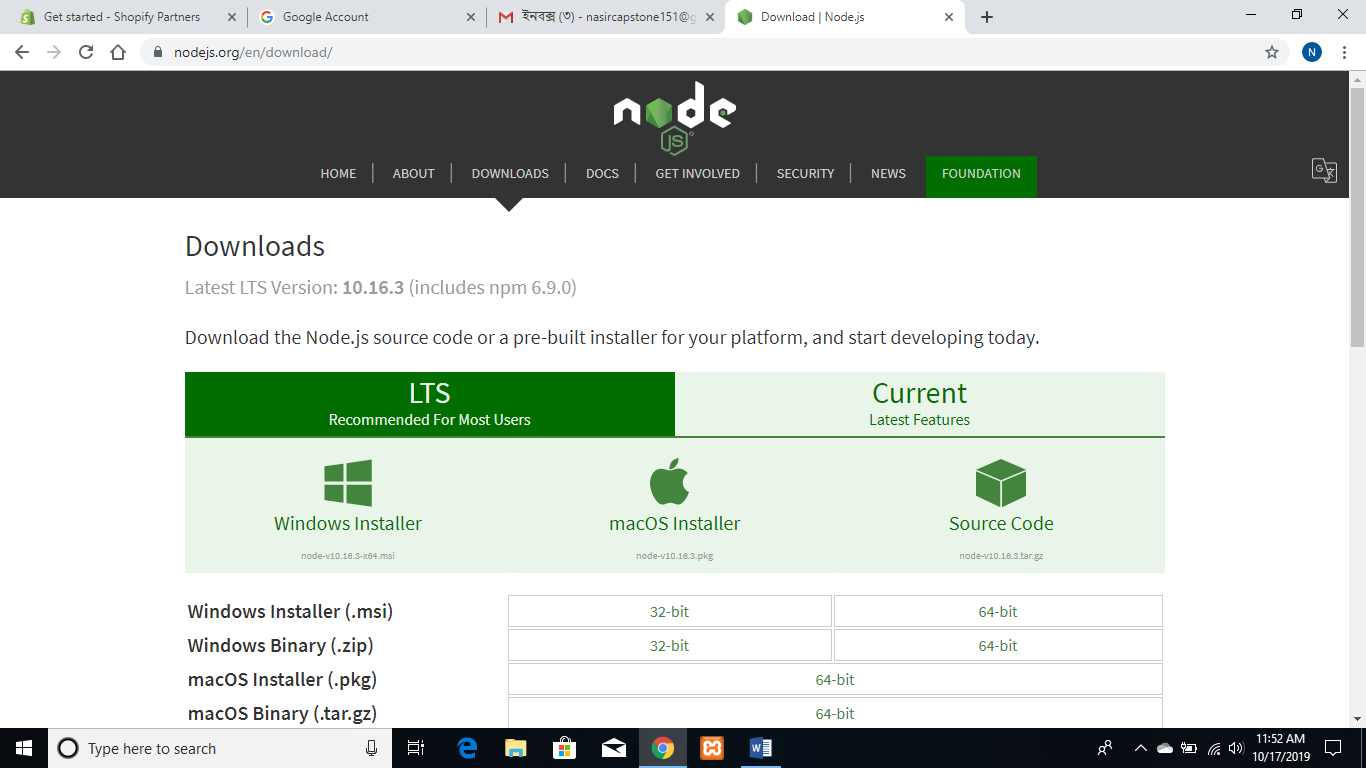 Get started - Shopify Partners
Google Account
ইনবক্স (৩) - nasircapstone151@g
Download | Node.js
nodejs.org/en/download/
N
node
JS
HOME
ABOUT
DOWNLOADS
DOCS
GET INVOLVED
SECURITY
NEWS
FOUNDATION
Downloads
Latest LTS Version: 10.16.3 (includes npm 6.9.0)
Download the Node.js source code or a pre-built installer for your platform, and start developing today.
LTS
Recommended For Most Users
Current
Latest Features
Windows Installer
node-v10.16.3-x64.msi
macOS Installer
node-v10.16.3.pkg
Source Code
node-v10.16.3.tar.gz
Windows Installer (.msi)
32-bit
64-bit
Windows Binary (.zip)
32-bit
64-bit
macOS Installer (.pkg)
64-bit
macOS Binary (.tar.gz)
64-bit
Type here to search
11:52 AM
10/17/2019